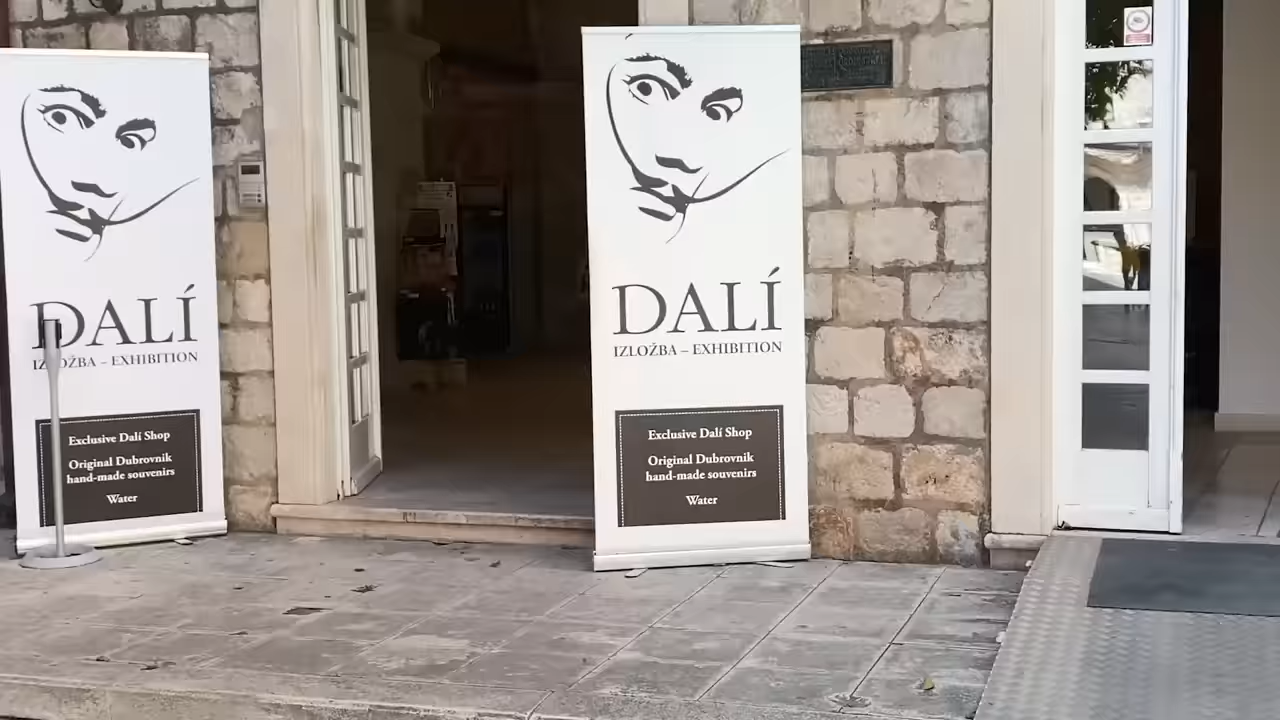 DALÍ
IZLOŽBA – EXHIBITION
Exclusive Dalí Shop
Original Dubrovnik
hand-made souvenirs
Water
DALÍ
IZLOŽBA – EXHIBITION
Exclusive Dalí Shop
Original Dubrovnik
hand-made souvenirs
Water